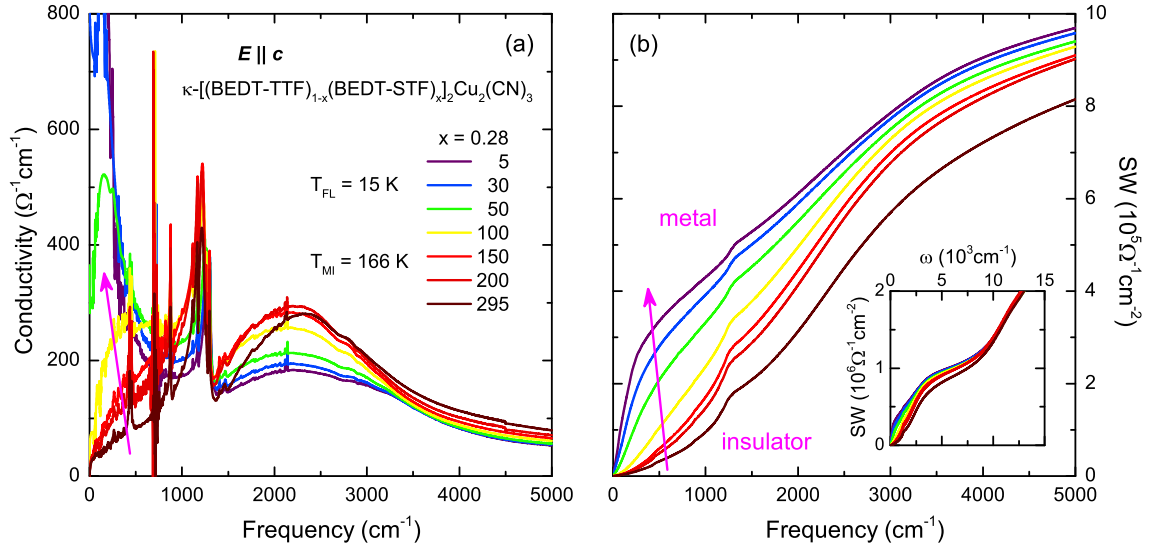 (a)
E || c
κ-[(BEDT-TTF)1-x(BEDT-STF)x]2Cu2(CN)3
x = 0.28
5
TFL = 15 K
30
50
100
TMI = 166 K
150
200
295
800
600
400
200
0
Conductivity (Ω-1cm-1)
0
1000
2000
3000
4000
5000
Frequency (cm-1)
(b)
metal
insulator
10
8
6
4
2
0
SW (105Ω-1cm-2)
0
1000
2000
3000
4000
5000
Frequency (cm-1)
ω (103cm-1)
0
5
10
15
2
1
0
SW (106Ω-1cm-2)